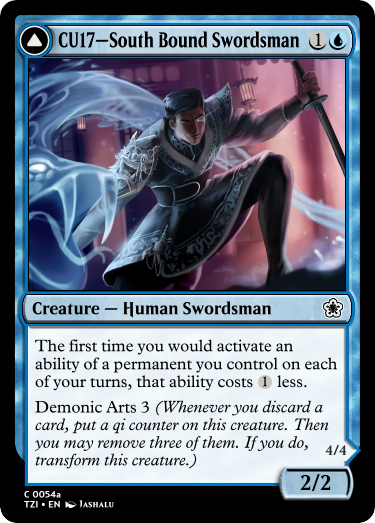 CU17—South Bound Swordsman 1
Creature — Human Swordsman
The first time you would activate an
ability of a permanent you control on each
of your turns, that ability costs 1 less.
Demonic Arts 3 (Whenever you discard a
card, put a qi counter on this creature. Then
you may remove three of them. If you do,
transform this creature.)
4/4
2/2
C 0054a
TZI • EN Jashalu